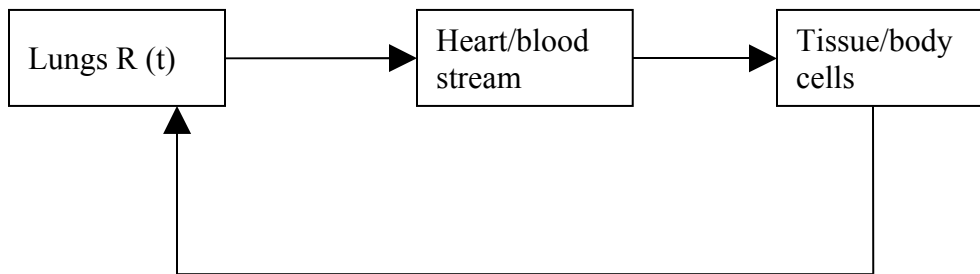 Lungs R (t)
Heart/blood
stream
Tissue/body
cells